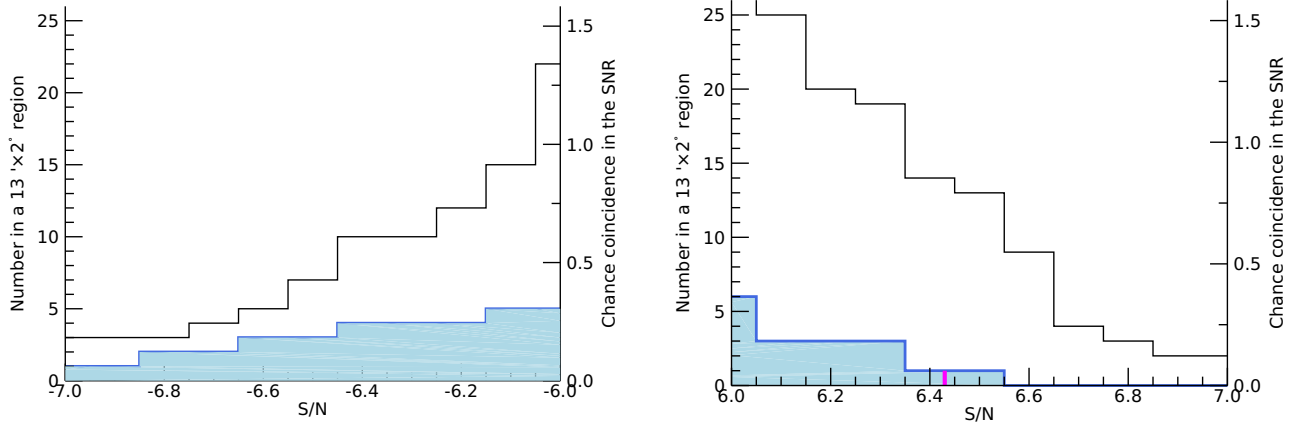 Number in a 13 '×2° region
25
20
15
10
5
0
-7.0 -6.8 -6.6 -6.4 -6.2 -6.0
S/N
1.5
1.0
0.5
0.0
Chance coincidence in the SNR
Number in a 13 '×2° region
25
20
15
10
5
0
6.0 6.2 6.4 6.6 6.8 7.0
S/N
1.5
1.0
0.5
0.0
Chance coincidence in the SNR